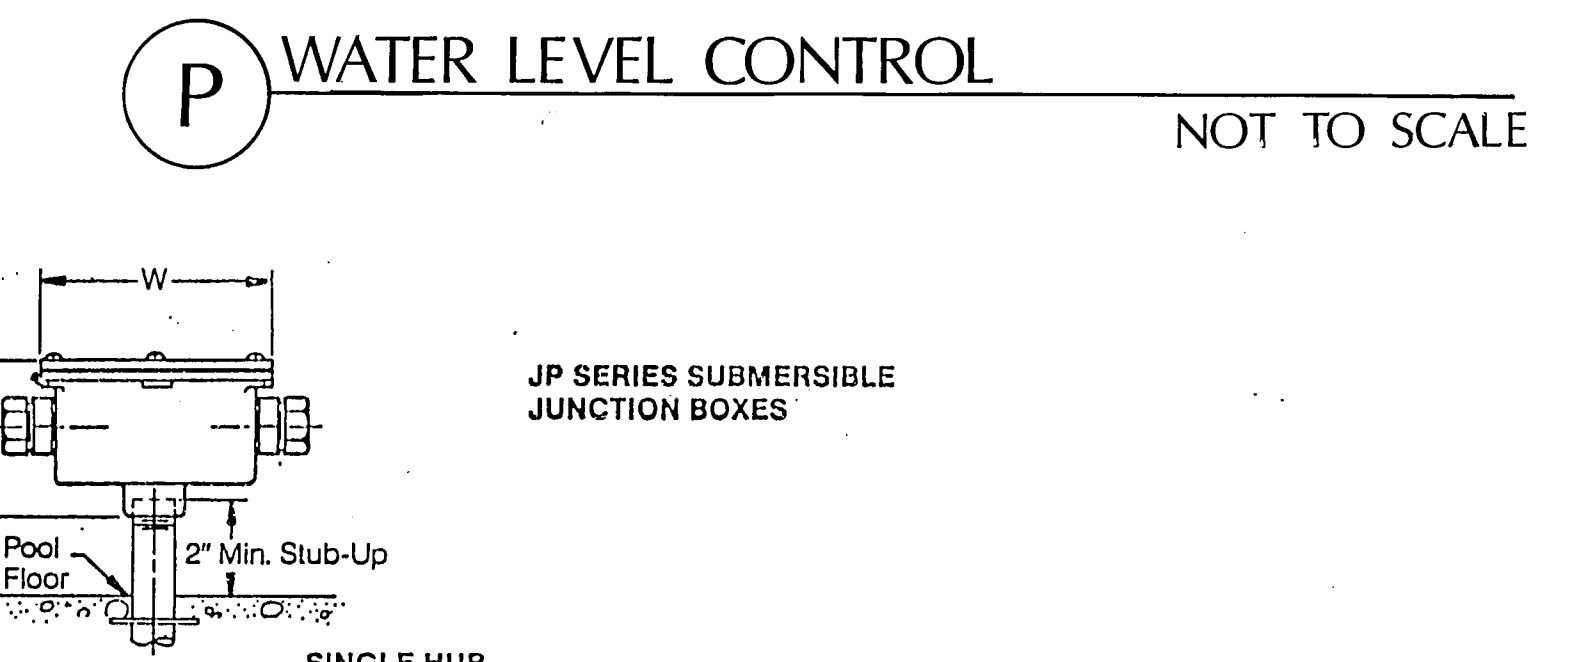 P
WATER LEVEL CONTROL
NOT TO SCALE
W
JP SERIES SUBMERSIBLE
JUNCTION BOXES
2" Min. Stub-Up
Pool
Floor
SINGLE HUB